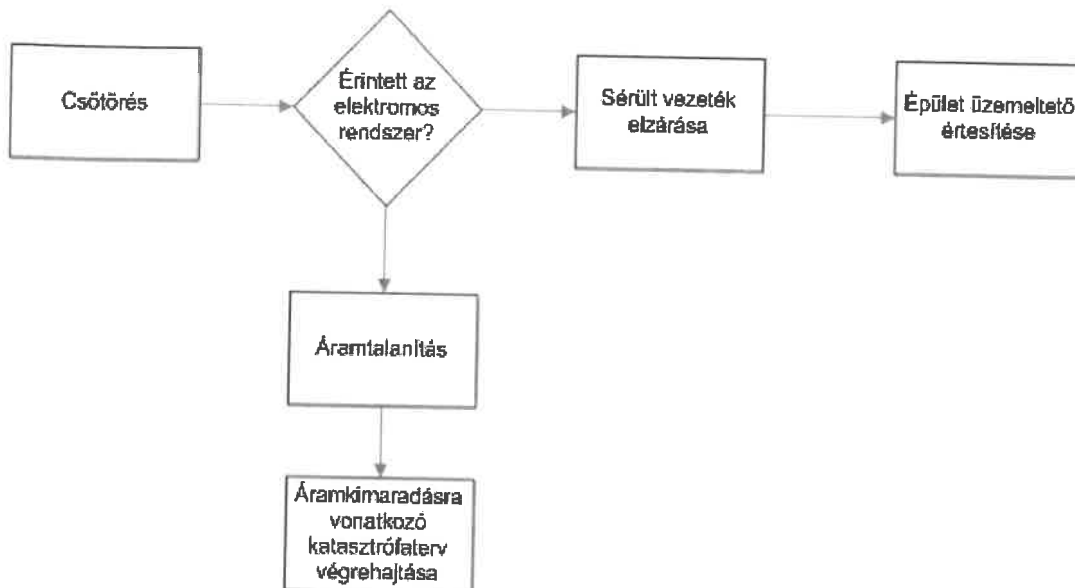 Csőtörés
Érintett az
elektromos
rendszer?
Sérült vezeték
elzárása
Épület üzemeltető
értesítése
Áramtalanítás
Áramkimaradásra
vonatkozó
katasztrófaterv
végrehajtása